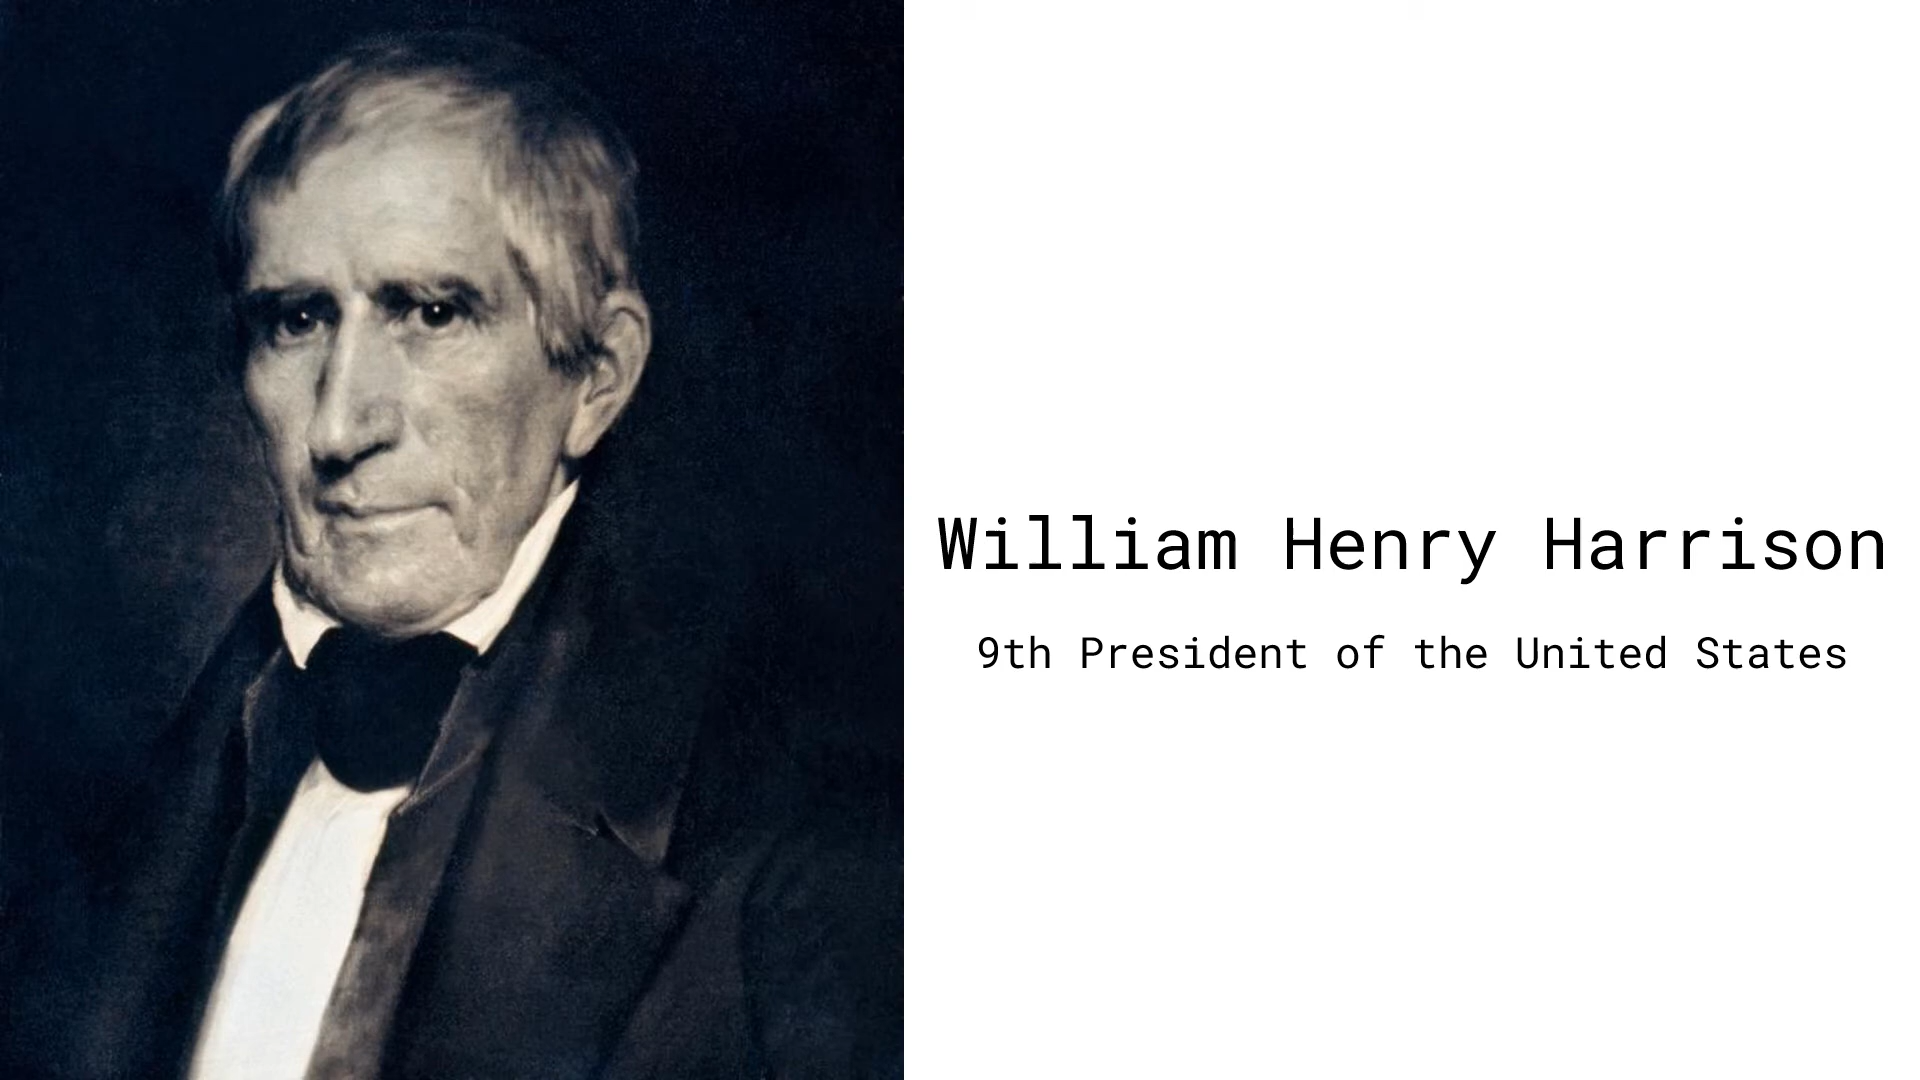 William Henry Harrison
9th President of the United States